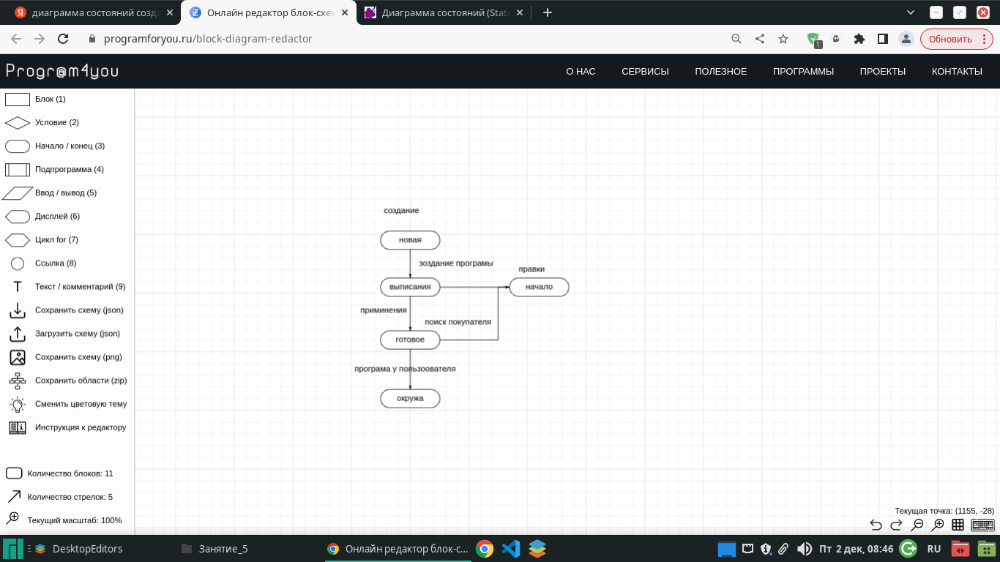 диаграмма состояний созд
Онлайн редактор блок-схе
Диаграмма состояний (Stat
programforyou.ru/block-diagram-redactor
1
Обновить
Progr@m4you
О НАС
СЕРВИСЫ
ПОЛЕЗНОЕ
ПРОГРАММЫ
ПРОЕКТЫ
КОНТАКТЫ
Блок (1)
Условие (2)
Начало / конец (3)
Подпрограмма (4)
Ввод / вывод (5)
Дисплей (6)
Цикл for (7)
Ссылка (8)
Текст / комментарий (9)
Сохранить схему (json)
Загрузить схему (json)
Сохранить схему (png)
Сохранить области (zip)
Сменить цветовую тему
Инструкция к редактору
Количество блоков: 11
Количество стрелок: 5
Текущий масштаб: 100%
создание
новая
зоздание програмы
правки
выписания
начало
приминения
поиск покупателя
готовое
програма у пользоователя
окружа
Текущая точка: (1155, -28)
DesktopEditors
Занятие_5
Онлайн редактор блок-с...
Пт 2 дек, 08:46
RU